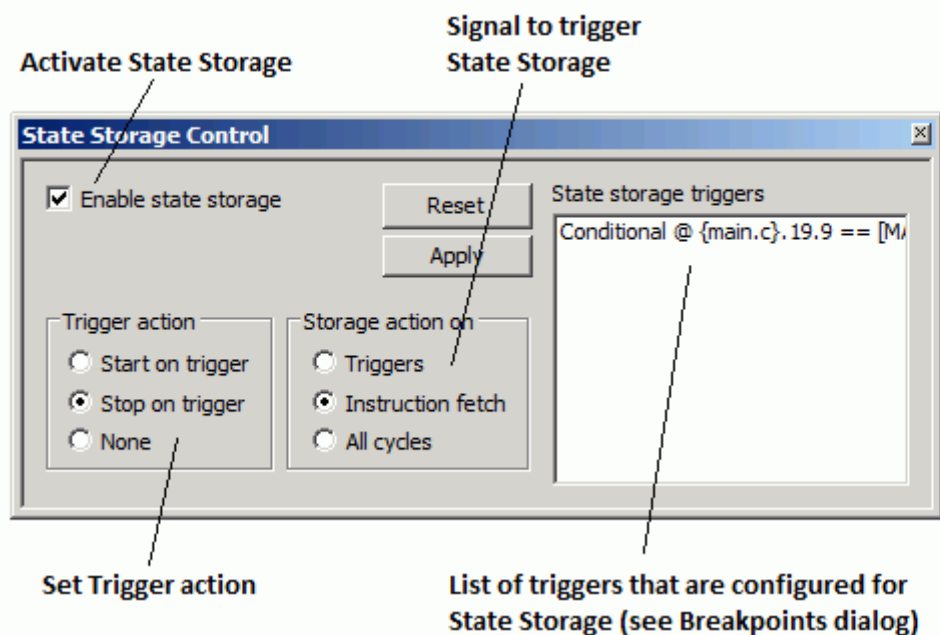 Signal to trigger
State Storage
Activate State Storage
State Storage Control
Enable state storage
Reset
Apply
State storage triggers
Conditional @ {main.c}.19.9 == [MA
Trigger action
Start on trigger
Stop on trigger
None
Storage action on
Triggers
Instruction fetch
All cycles
Set Trigger action
List of triggers that are configured for
State Storage (see Breakpoints dialog)